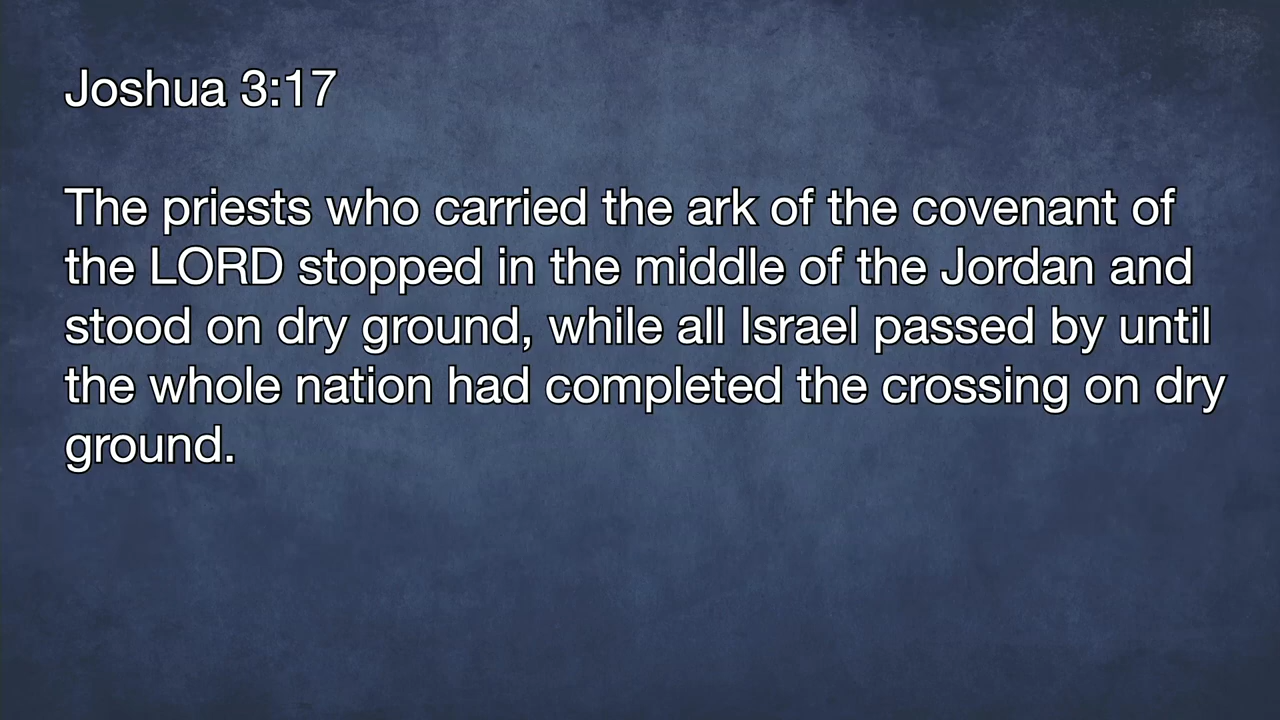 Joshua 3:17
The priests who carried the ark of the covenant of
the LORD stopped in the middle of the Jordan and
stood on dry ground, while all Israel passed by until
the whole nation had completed the crossing on dry
ground.